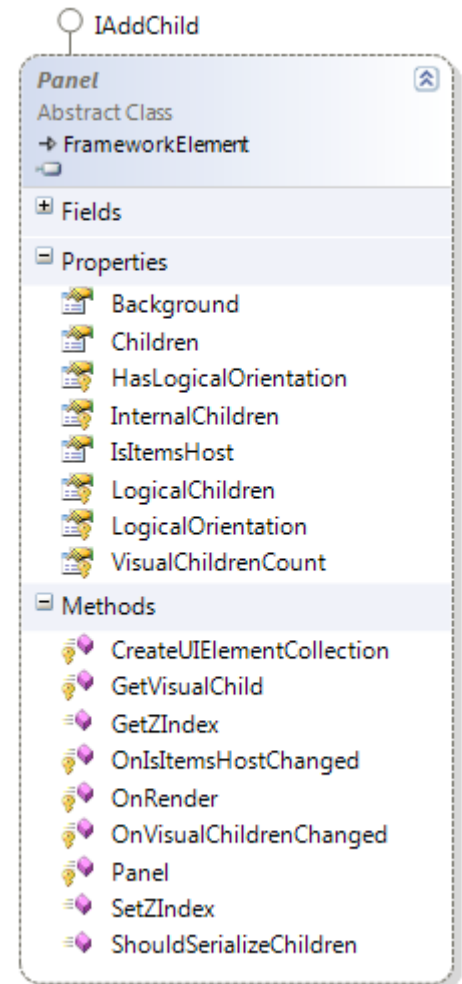 IAddChild
Panel
Abstract Class
FrameworkElement
Fields
Properties
Background
Children
HasLogicalOrientation
InternalChildren
IsItemsHost
LogicalChildren
LogicalOrientation
VisualChildrenCount
Methods
CreateUIElementCollection
GetVisualChild
GetZIndex
OnIsItemsHostChanged
OnRender
OnVisualChildrenChanged
Panel
SetZIndex
ShouldSerializeChildren